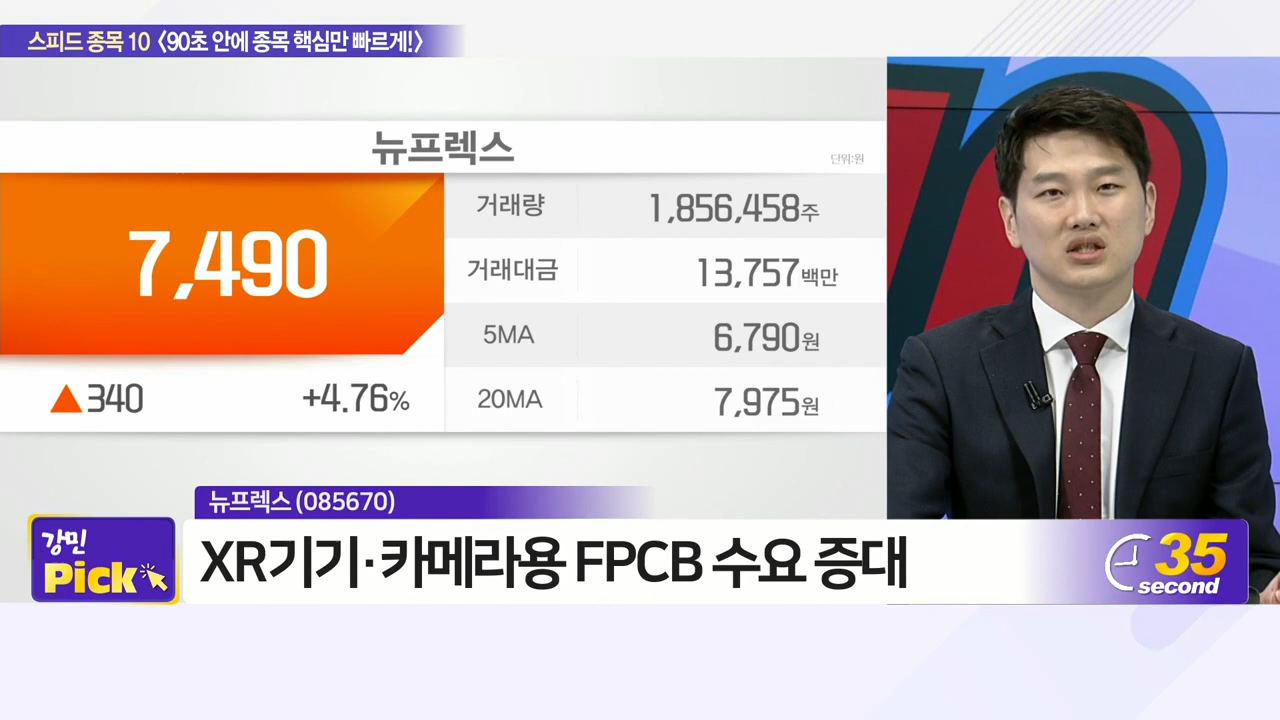 스피드 종목 10 〈90초 안에 종목 핵심만 빠르게!〉
뉴프렉스
단위:원
7,490
▲340 +4.76%
거래량 1,856,458주
거래대금 13,757백만
5MA 6,790원
20MA 7,975원
뉴프렉스 (085670)
강민 Pick
XR기기·카메라용 FPCB 수요 증대
35 second